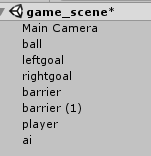 game_scene*
Main Camera
ball
leftgoal
rightgoal
barrier
barrier (1)
player
ai